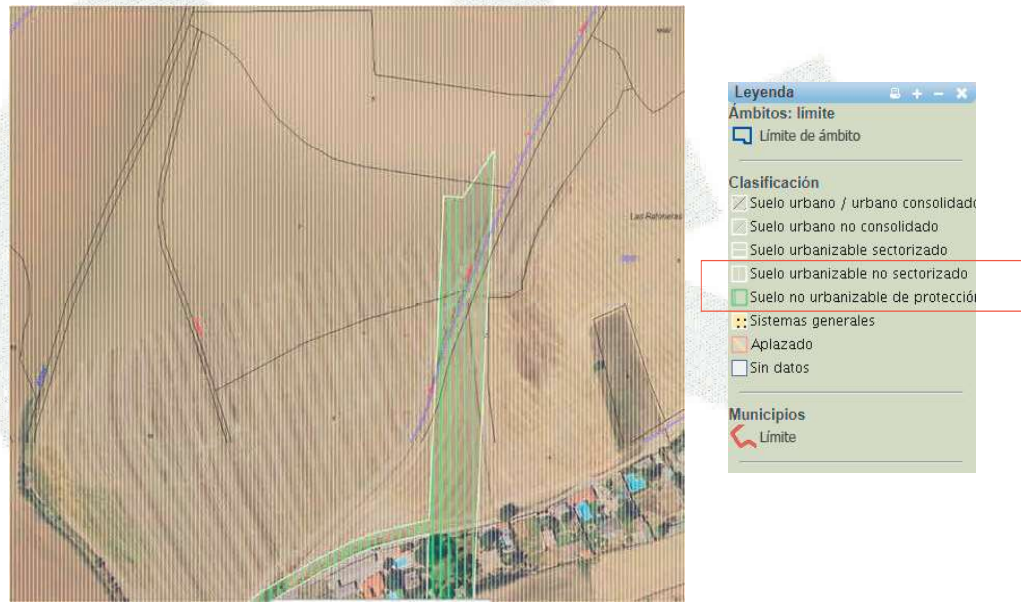 Las Ratoneras
Leyenda
Ámbitos: límite
Límite de ámbito
Clasificación
Suelo urbano / urbano consolidado
Suelo urbano no consolidado
Suelo urbanizable sectorizado
Suelo urbanizable no sectorizado
Suelo no urbanizable de protección
Sistemas generales
Aplazado
Sin datos
Municipios
Límite